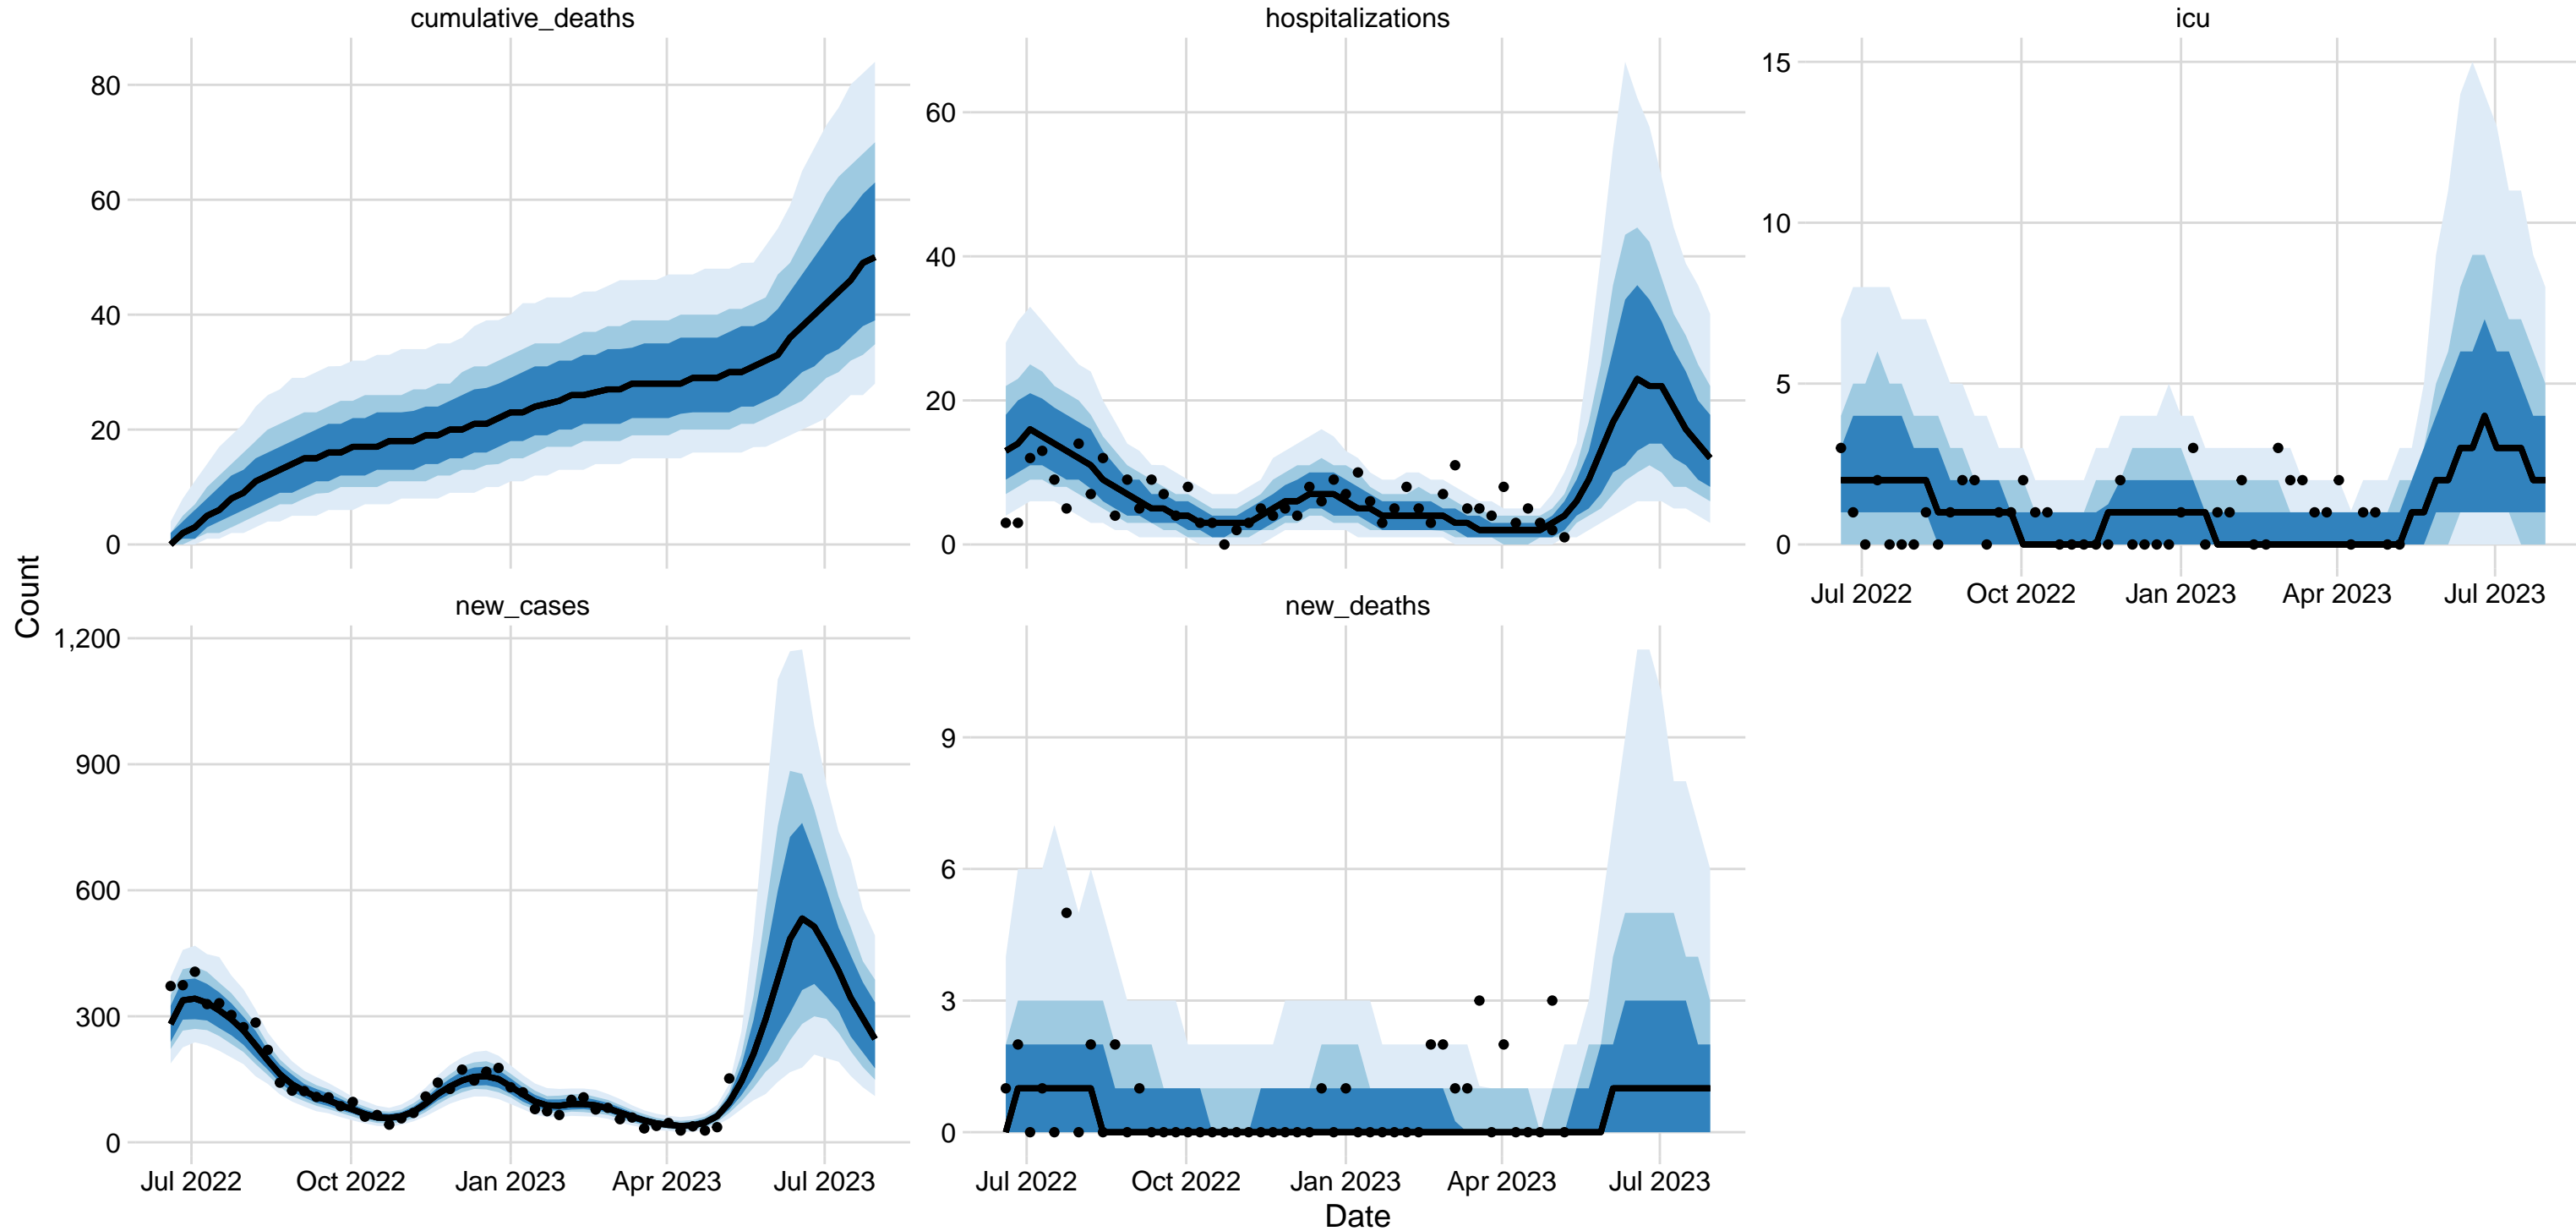 cumulative_deaths
hospitalizations
icu
80
60
40
20
0
60
40
20
0
15
10
5
0
Jul 2022
Oct 2022
Jan 2023
Apr 2023
Jul 2023
Count
new_cases
new_deaths
1,200
900
600
300
0
9
6
3
0
Jul 2022
Oct 2022
Jan 2023
Apr 2023
Jul 2023
Jul 2022
Oct 2022
Jan 2023
Apr 2023
Jul 2023
Date